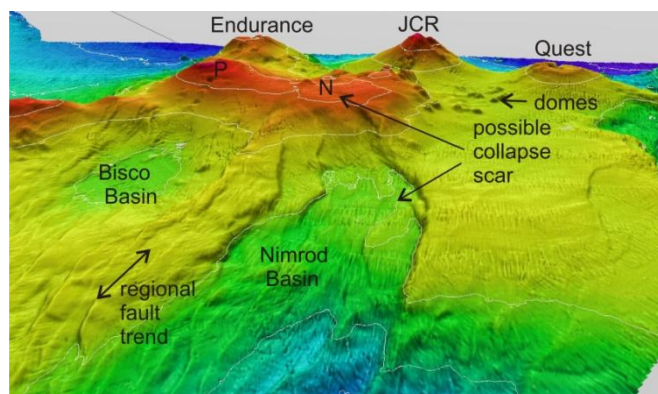 Endurance
JCR
Quest
P
N
domes
possible
collapse
scar
Bisco
Basin
Nimrod
Basin
regional
fault
trend